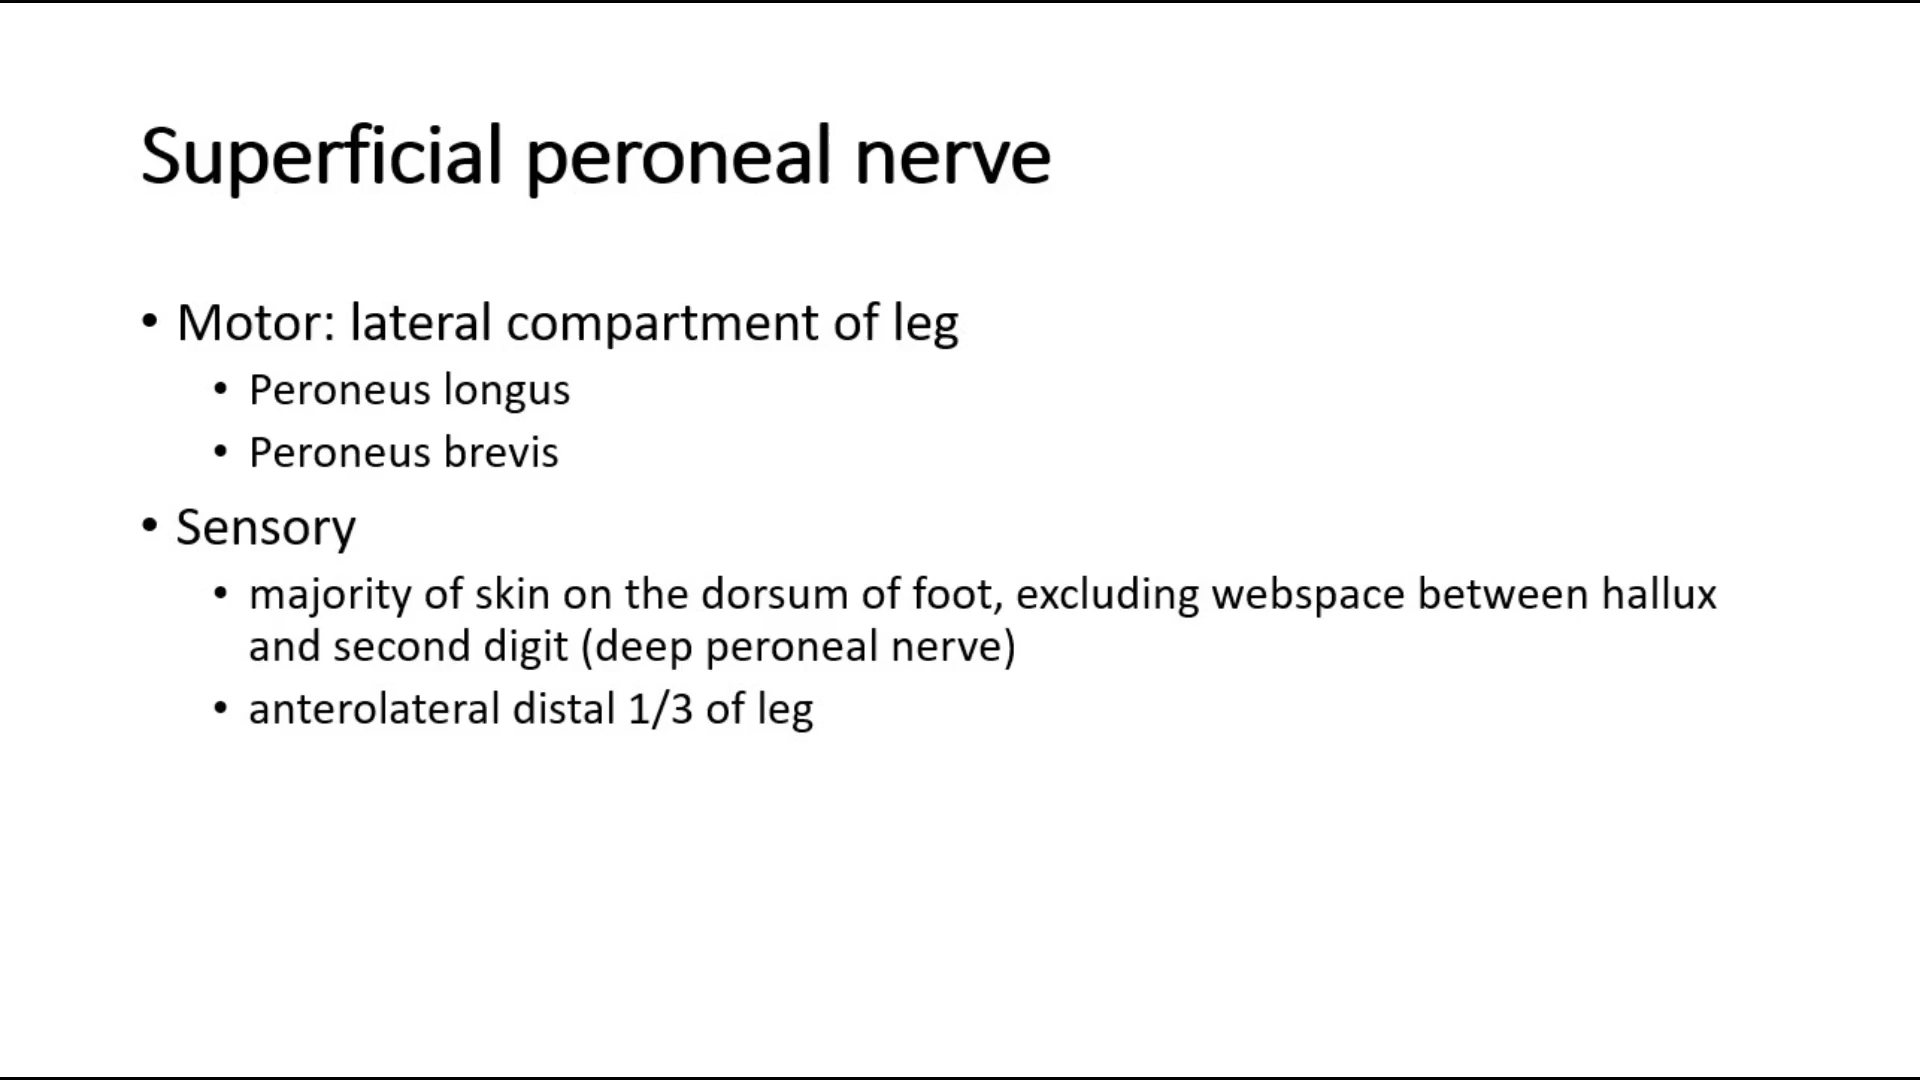 Superficial peroneal nerve
• Motor: lateral compartment of leg
• Peroneus longus
• Peroneus brevis
• Sensory
• majority of skin on the dorsum of foot, excluding webspace between hallux
and second digit (deep peroneal nerve)
• anterolateral distal 1/3 of leg